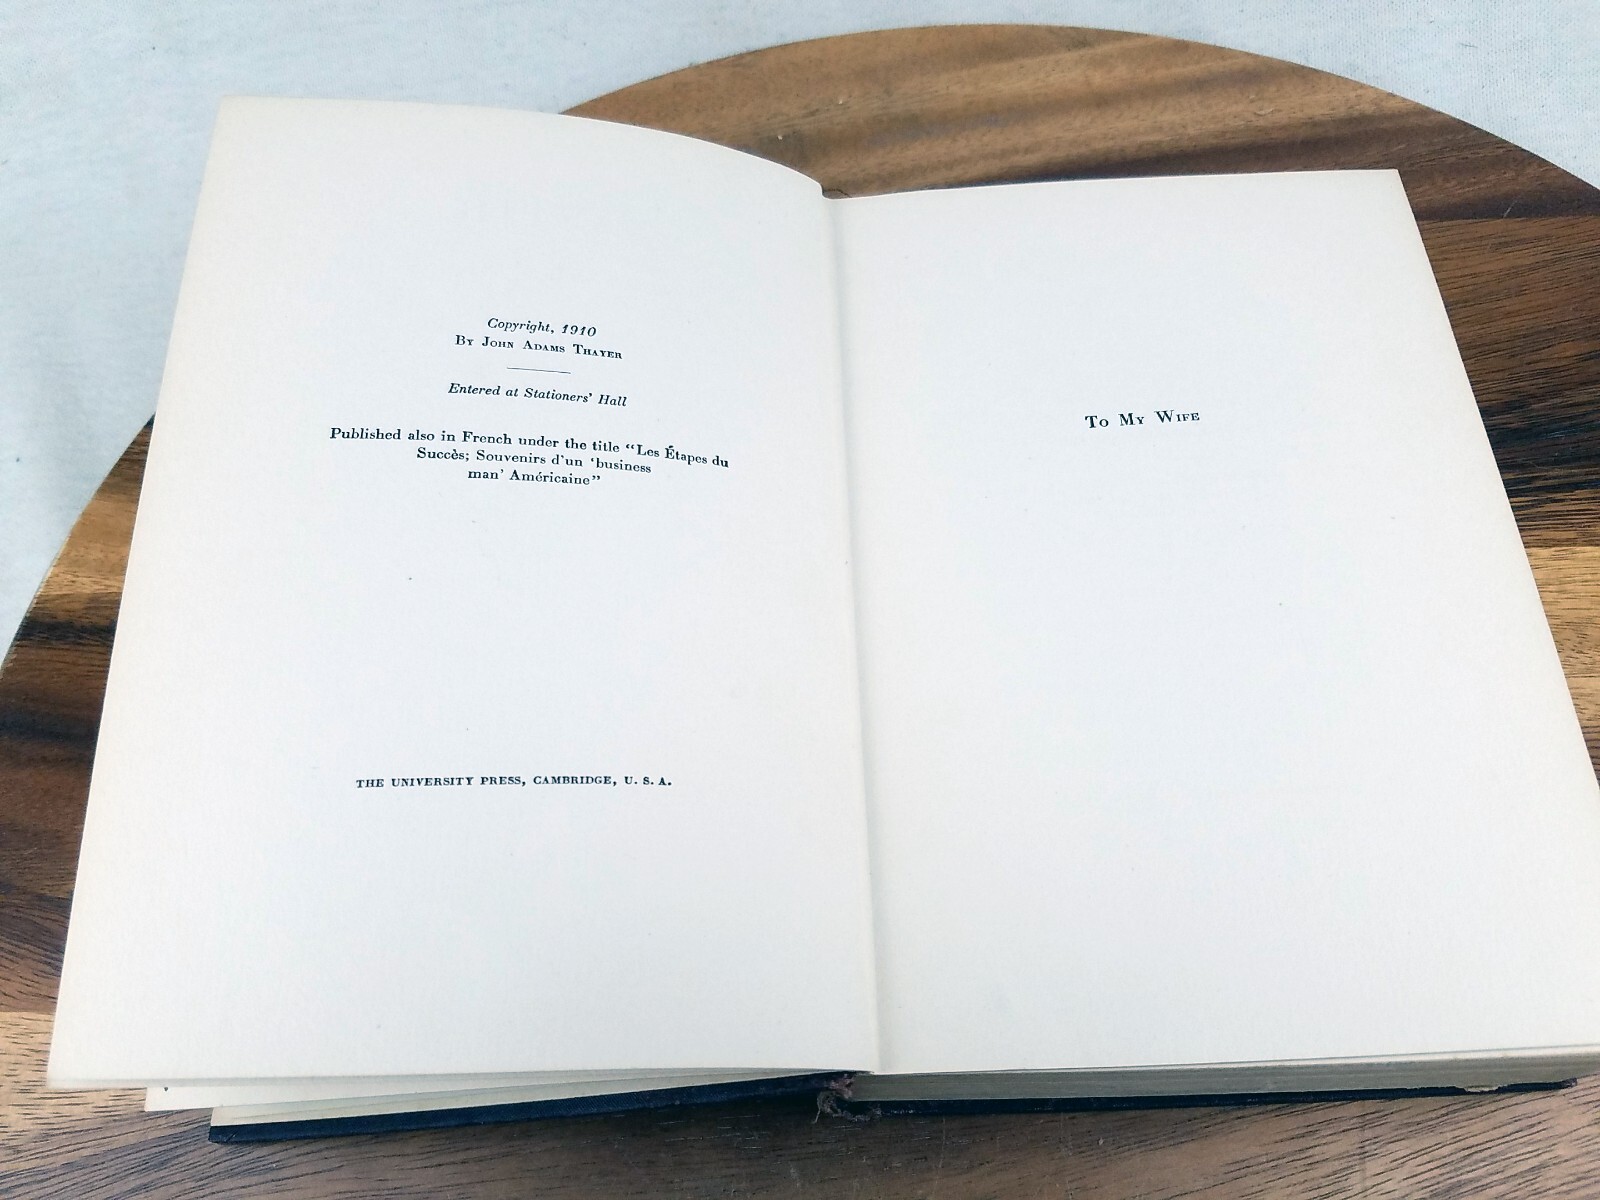 Copyright, 1910
By John Adams Thayer
Entered at Stationers' Hall
Published also in French under the title "Les Étapes du
Succès; Souvenirs d'un 'business
man' Américaine"
THE UNIVERSITY PRESS, CAMBRIDGE, U. S. A.
To My Wife